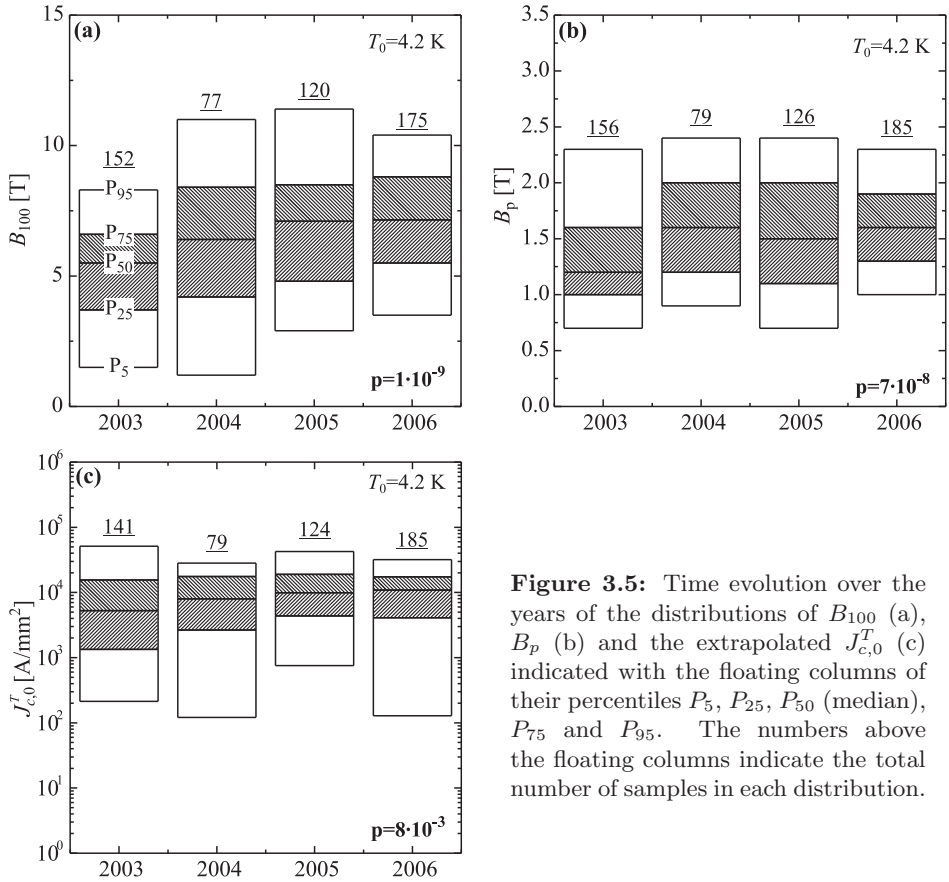 (a)
T₀=4.2 K
15
10
5
0
B₁₀₀ [T]
152
77
120
175
P₉₅
P₇₅
P₅₀
P₂₅
P₅
p=1·10⁻⁹
2003 2004 2005 2006
(b)
T₀=4.2 K
3.5
3.0
2.5
2.0
1.5
1.0
0.5
0.0
Bₚ [T]
156
79
126
185
p=7·10⁻⁸
2003 2004 2005 2006
(c)
T₀=4.2 K
10⁶
10⁵
10⁴
10³
10²
10¹
10⁰
J^T_{c,0} [A/mm²]
141
79
124
185
p=8·10⁻³
2003 2004 2005 2006
Figure 3.5: Time evolution over the
years of the distributions of B₁₀₀ (a),
Bₚ (b) and the extrapolated J^T_{c,0} (c)
indicated with the floating columns of
their percentiles P₅, P₂₅, P₅₀ (median),
P₇₅ and P₉₅. The numbers above
the floating columns indicate the total
number of samples in each distribution.